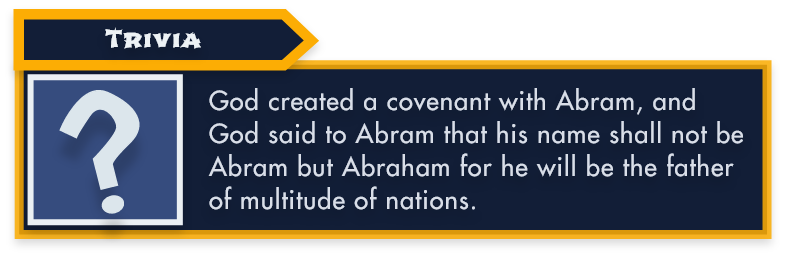 Trivia
?
God created a covenant with Abram, and
God said to Abram that his name shall not be
Abram but Abraham for he will be the father
of multitude of nations.